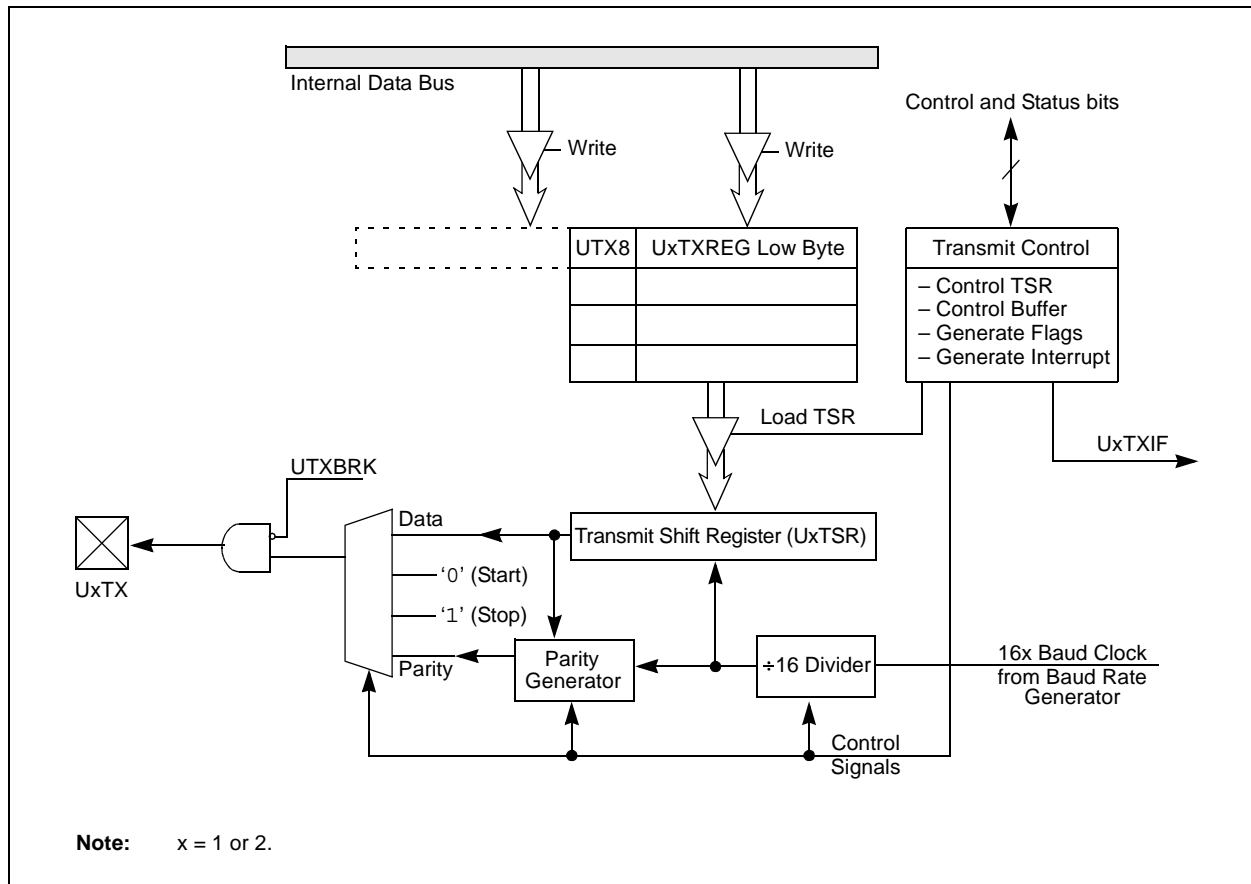 Internal Data Bus
Control and Status bits
Write
Write
UTX8
UxTXREG Low Byte
Transmit Control
– Control TSR
– Control Buffer
– Generate Flags
– Generate Interrupt
Load TSR
UxTXIF
UTXBRK
Data
Transmit Shift Register (UxTSR)
UxTX
‘0’ (Start)
‘1’ (Stop)
Parity
Parity
Generator
÷16 Divider
16x Baud Clock
from Baud Rate
Generator
Control
Signals
Note: x = 1 or 2.